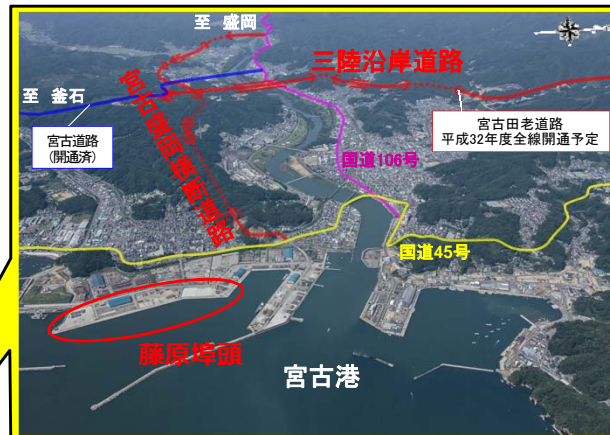 至 盛岡
三陸沿岸道路
至 釜石
宮古道路
(開通済)
宮古盛岡横断道路
宮古田老道路
平成32年度全線開通予定
国道106号
国道45号
藤原埠頭
宮古港